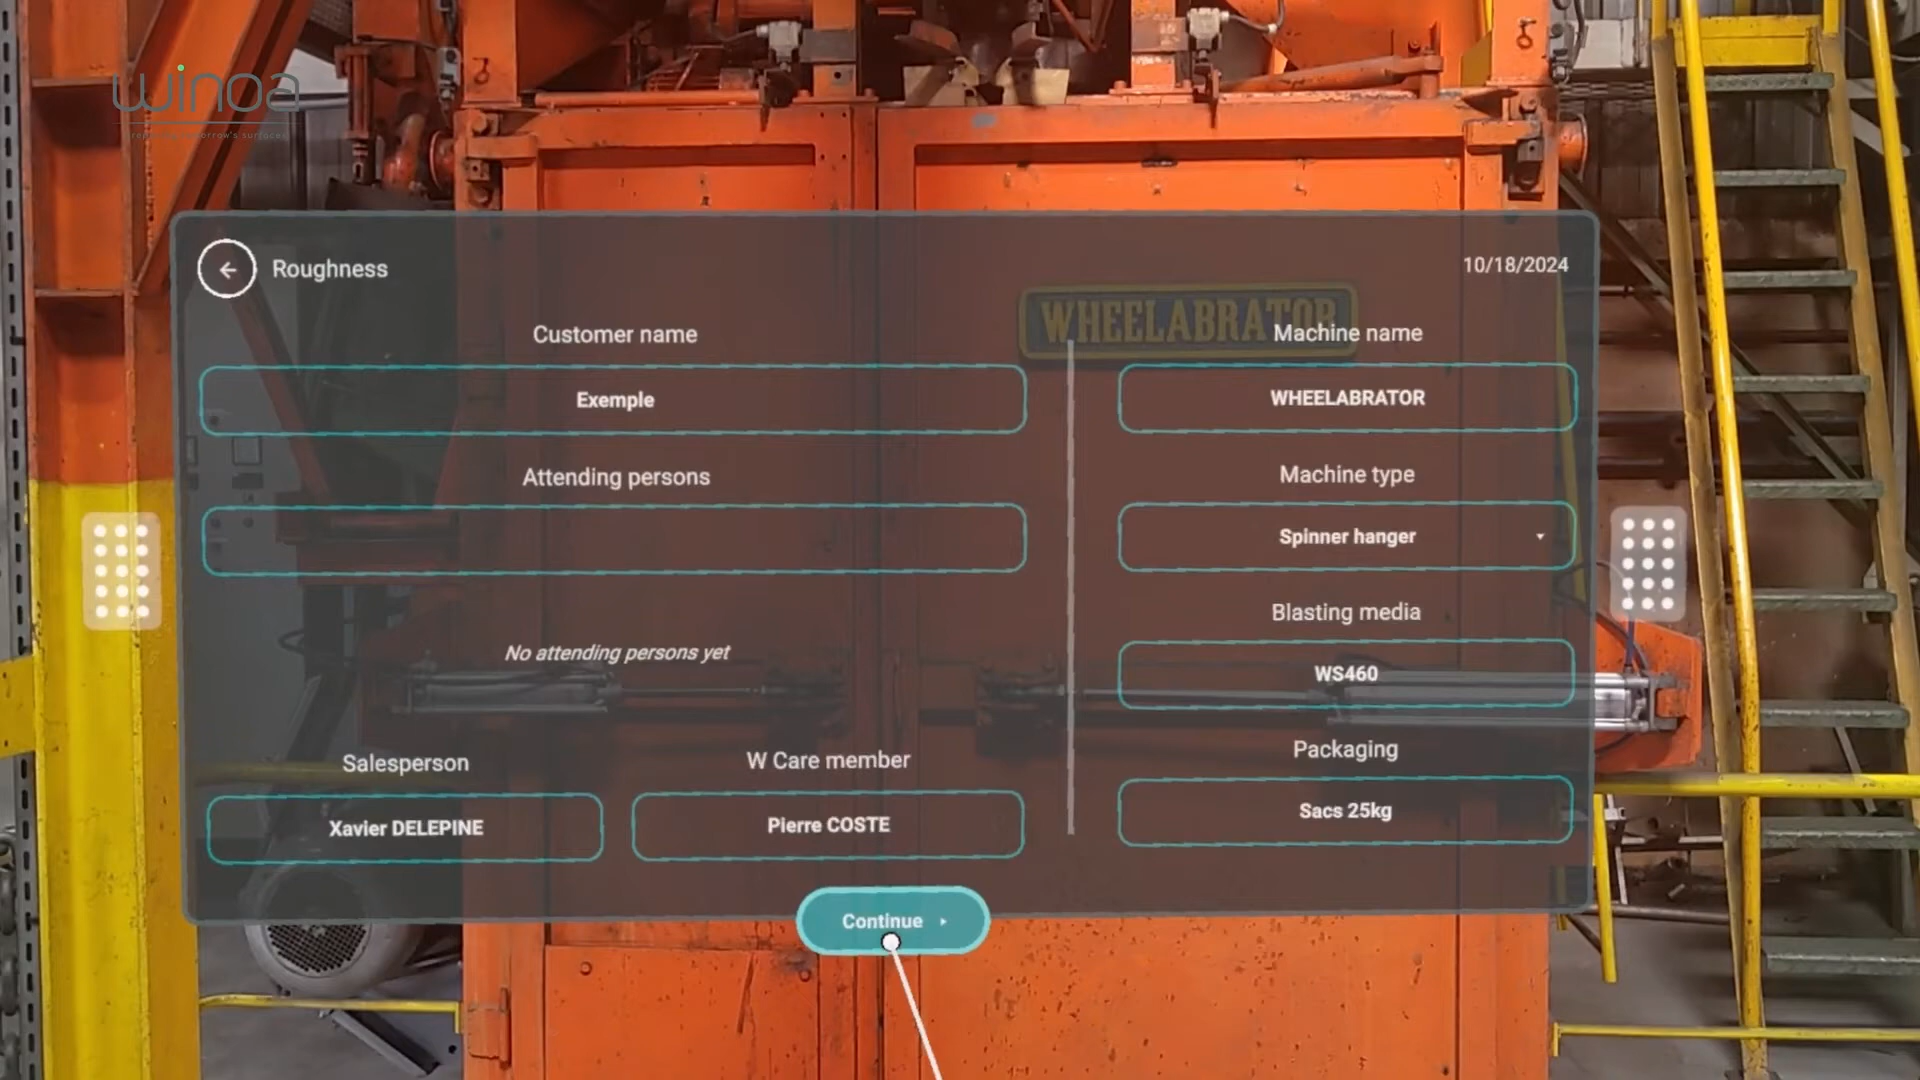 winoa
Roughness
10/18/2024
WHEELABRATOR
Customer name
Machine name
Exemple
WHEELABRATOR
Attending persons
Machine type
Spinner hanger
Blasting media
No attending persons yet
WS460
Salesperson
W Care member
Packaging
Xavier DELEPINE
Pierre COSTE
Sacs 25kg
Continue